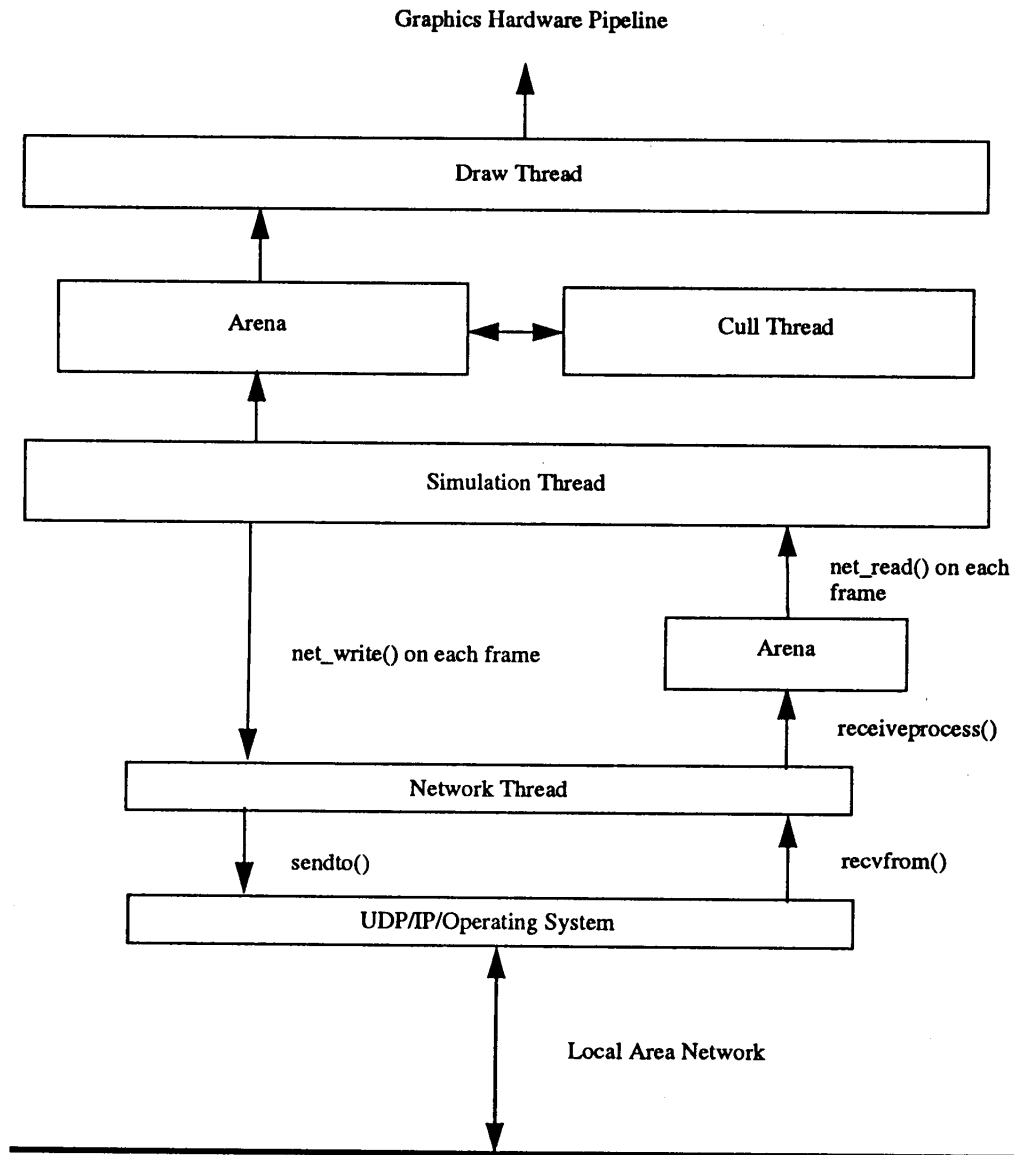 Graphics Hardware Pipeline
Draw Thread
Arena
Cull Thread
Simulation Thread
net_read() on each
frame
Arena
net_write() on each frame
receiveprocess()
Network Thread
sendto()
recvfrom()
UDP/IP/Operating System
Local Area Network